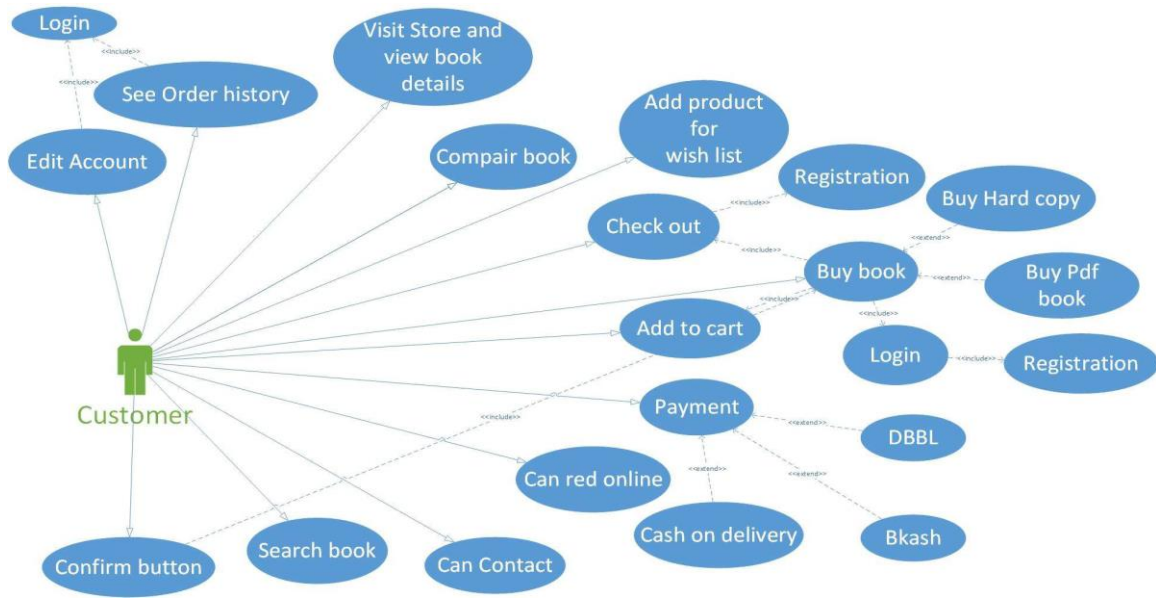 Login
<<include>>
<<include>>
See Order history
Edit Account
Visit Store and
view book
details
Compair book
Add product
for
wish list
Registration
<<include>>
Check out
<<include>>
Buy Hard copy
<<extend>>
Buy book
<<extend>>
Buy Pdf
book
<<include>>
Add to cart
<<include>>
Login
<<include>>
Registration
Customer
Payment
<<include>>
<<extend>>
DBBL
<<extend>>
<<extend>>
Can red online
Cash on delivery
Bkash
Confirm button
Search book
Can Contact